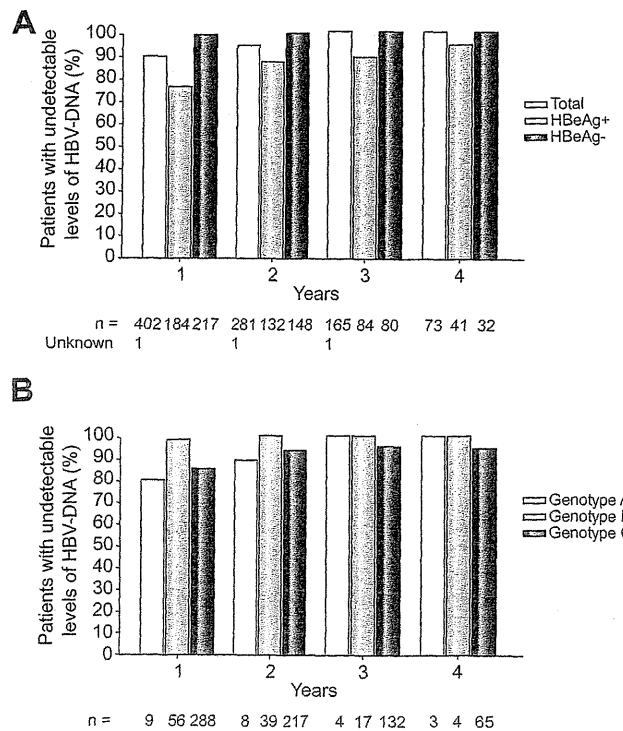 A
Patients with undetectable
levels of HBV-DNA (%)
100
90
80
70
60
50
40
30
20
10
0
1 2 3 4
Years
Total
HBeAg+
HBeAg-
n = 402 184 217 281 132 148 165 84 80 73 41 32
Unknown 1 1 1
B
Patients with undetectable
levels of HBV-DNA (%)
100
90
80
70
60
50
40
30
20
10
0
1 2 3 4
Years
Genotype
Genotype
Genotype
n = 9 56 288 8 39 217 4 17 132 3 4 65